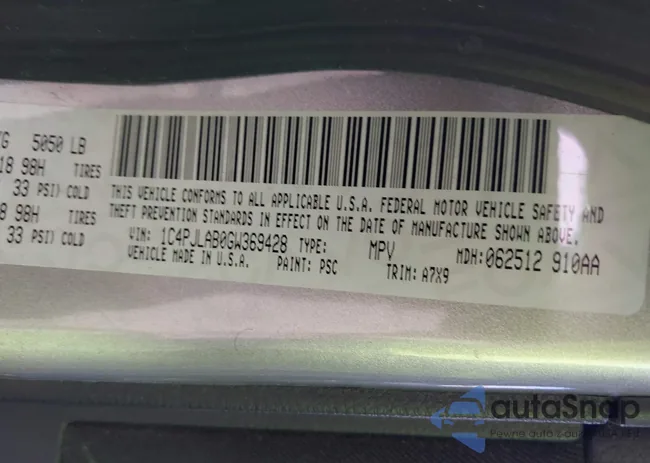 5050 LB
18 98H TIRES
33 PSI) COLD
8 98H TIRES
33 PSI) COLD
THIS VEHICLE CONFORMS TO ALL APPLICABLE U.S.A. FEDERAL MOTOR VEHICLE SAFETY AND
THEFT PREVENTION STANDARDS IN EFFECT ON THE DATE OF MANUFACTURE SHOWN ABOVE.
VIN: 1C4PJLAB0GW369428 TYPE: MPV MDH: 062512 910AA
VEHICLE MADE IN U.S.A. PAINT: PSC TRIM: A7X9
autoSnap
Pewne auto z